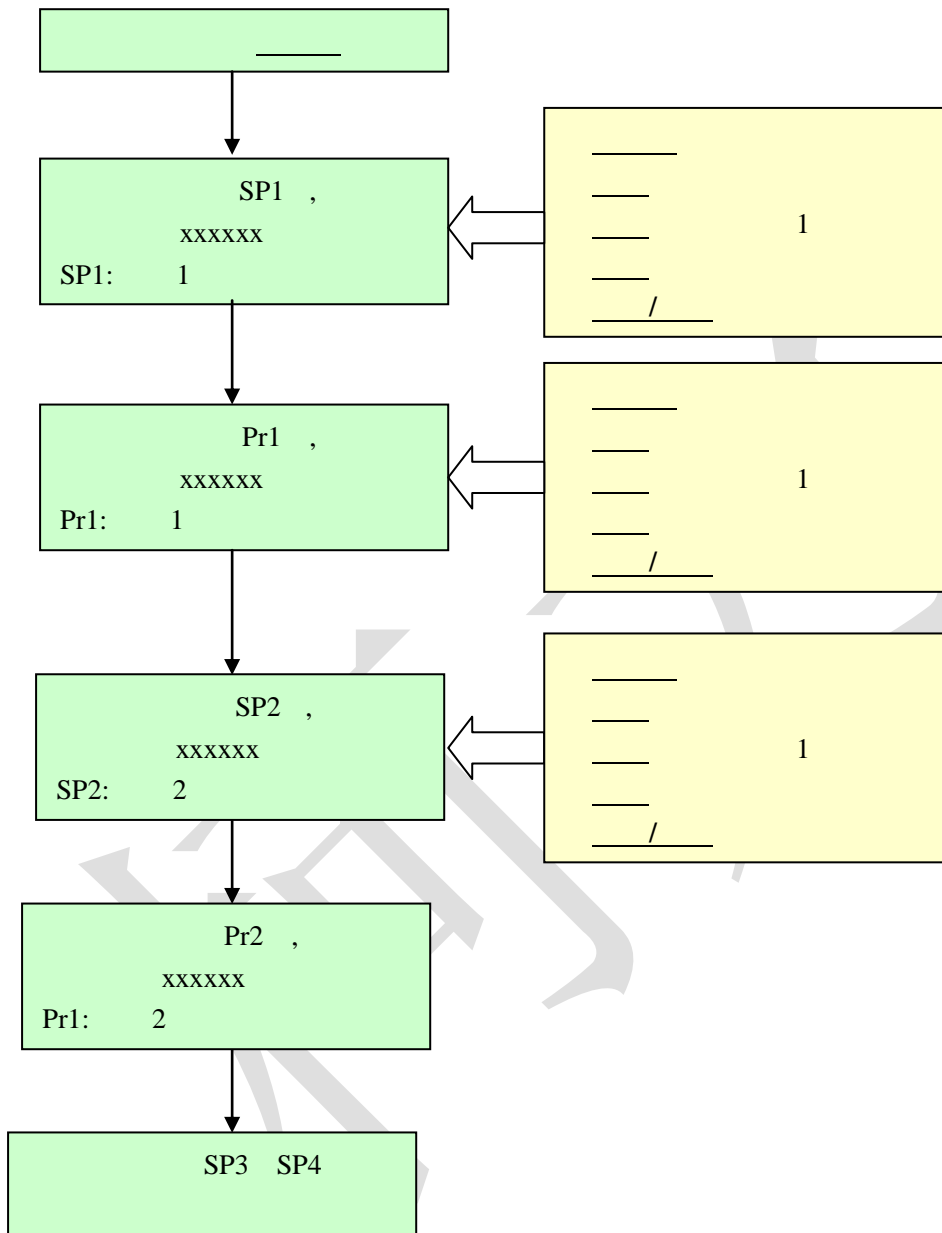 SP1 ,
xxxxxx
SP1: 1
1
/
Pr1 ,
xxxxxx
Pr1: 1
1
/
SP2 ,
xxxxxx
SP2: 2
1
/
Pr2 ,
xxxxxx
Pr1: 2
SP3 SP4